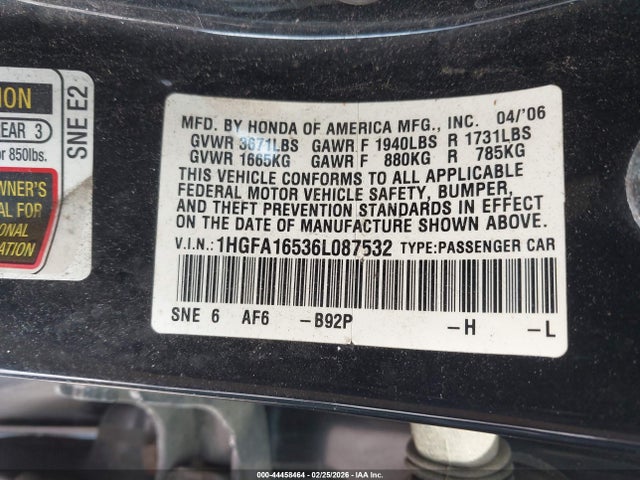 ION
EAR 3
or 850lbs.
WNER'S
AL FOR
ONAL
ATION
SNE E2
MFD. BY HONDA OF AMERICA MFG., INC. 04/'06
GVWR 3671LBS GAWR F 1940LBS R 1731LBS
GVWR 1665KG GAWR F 880KG R 785KG
THIS VEHICLE CONFORMS TO ALL APPLICABLE
FEDERAL MOTOR VEHICLE SAFETY, BUMPER,
AND THEFT PREVENTION STANDARDS IN EFFECT
ON THE DATE OF MANUFACTURE SHOWN ABOVE.
V.I.N.: 1HGFA16536L087532 TYPE:PASSENGER CAR
SNE 6 AF6 -B92P -H -L
000-44458464 - 02/25/2026 - IAA Inc.